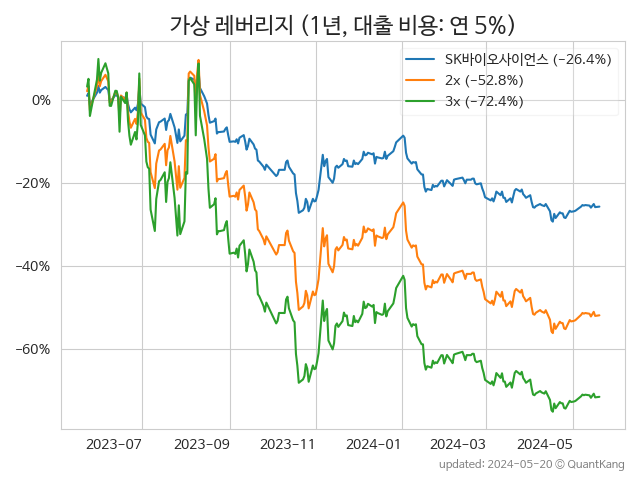 가상 레버리지 (1년, 대출 비용: 연 5%)
SK바이오사이언스 (−26.4%)
2x (−52.8%)
3x (−72.4%)
0%
−20%
−40%
−60%
2023-07 2023-09 2023-11 2024-01 2024-03 2024-05
updated: 2024-05-20 © QuantKang